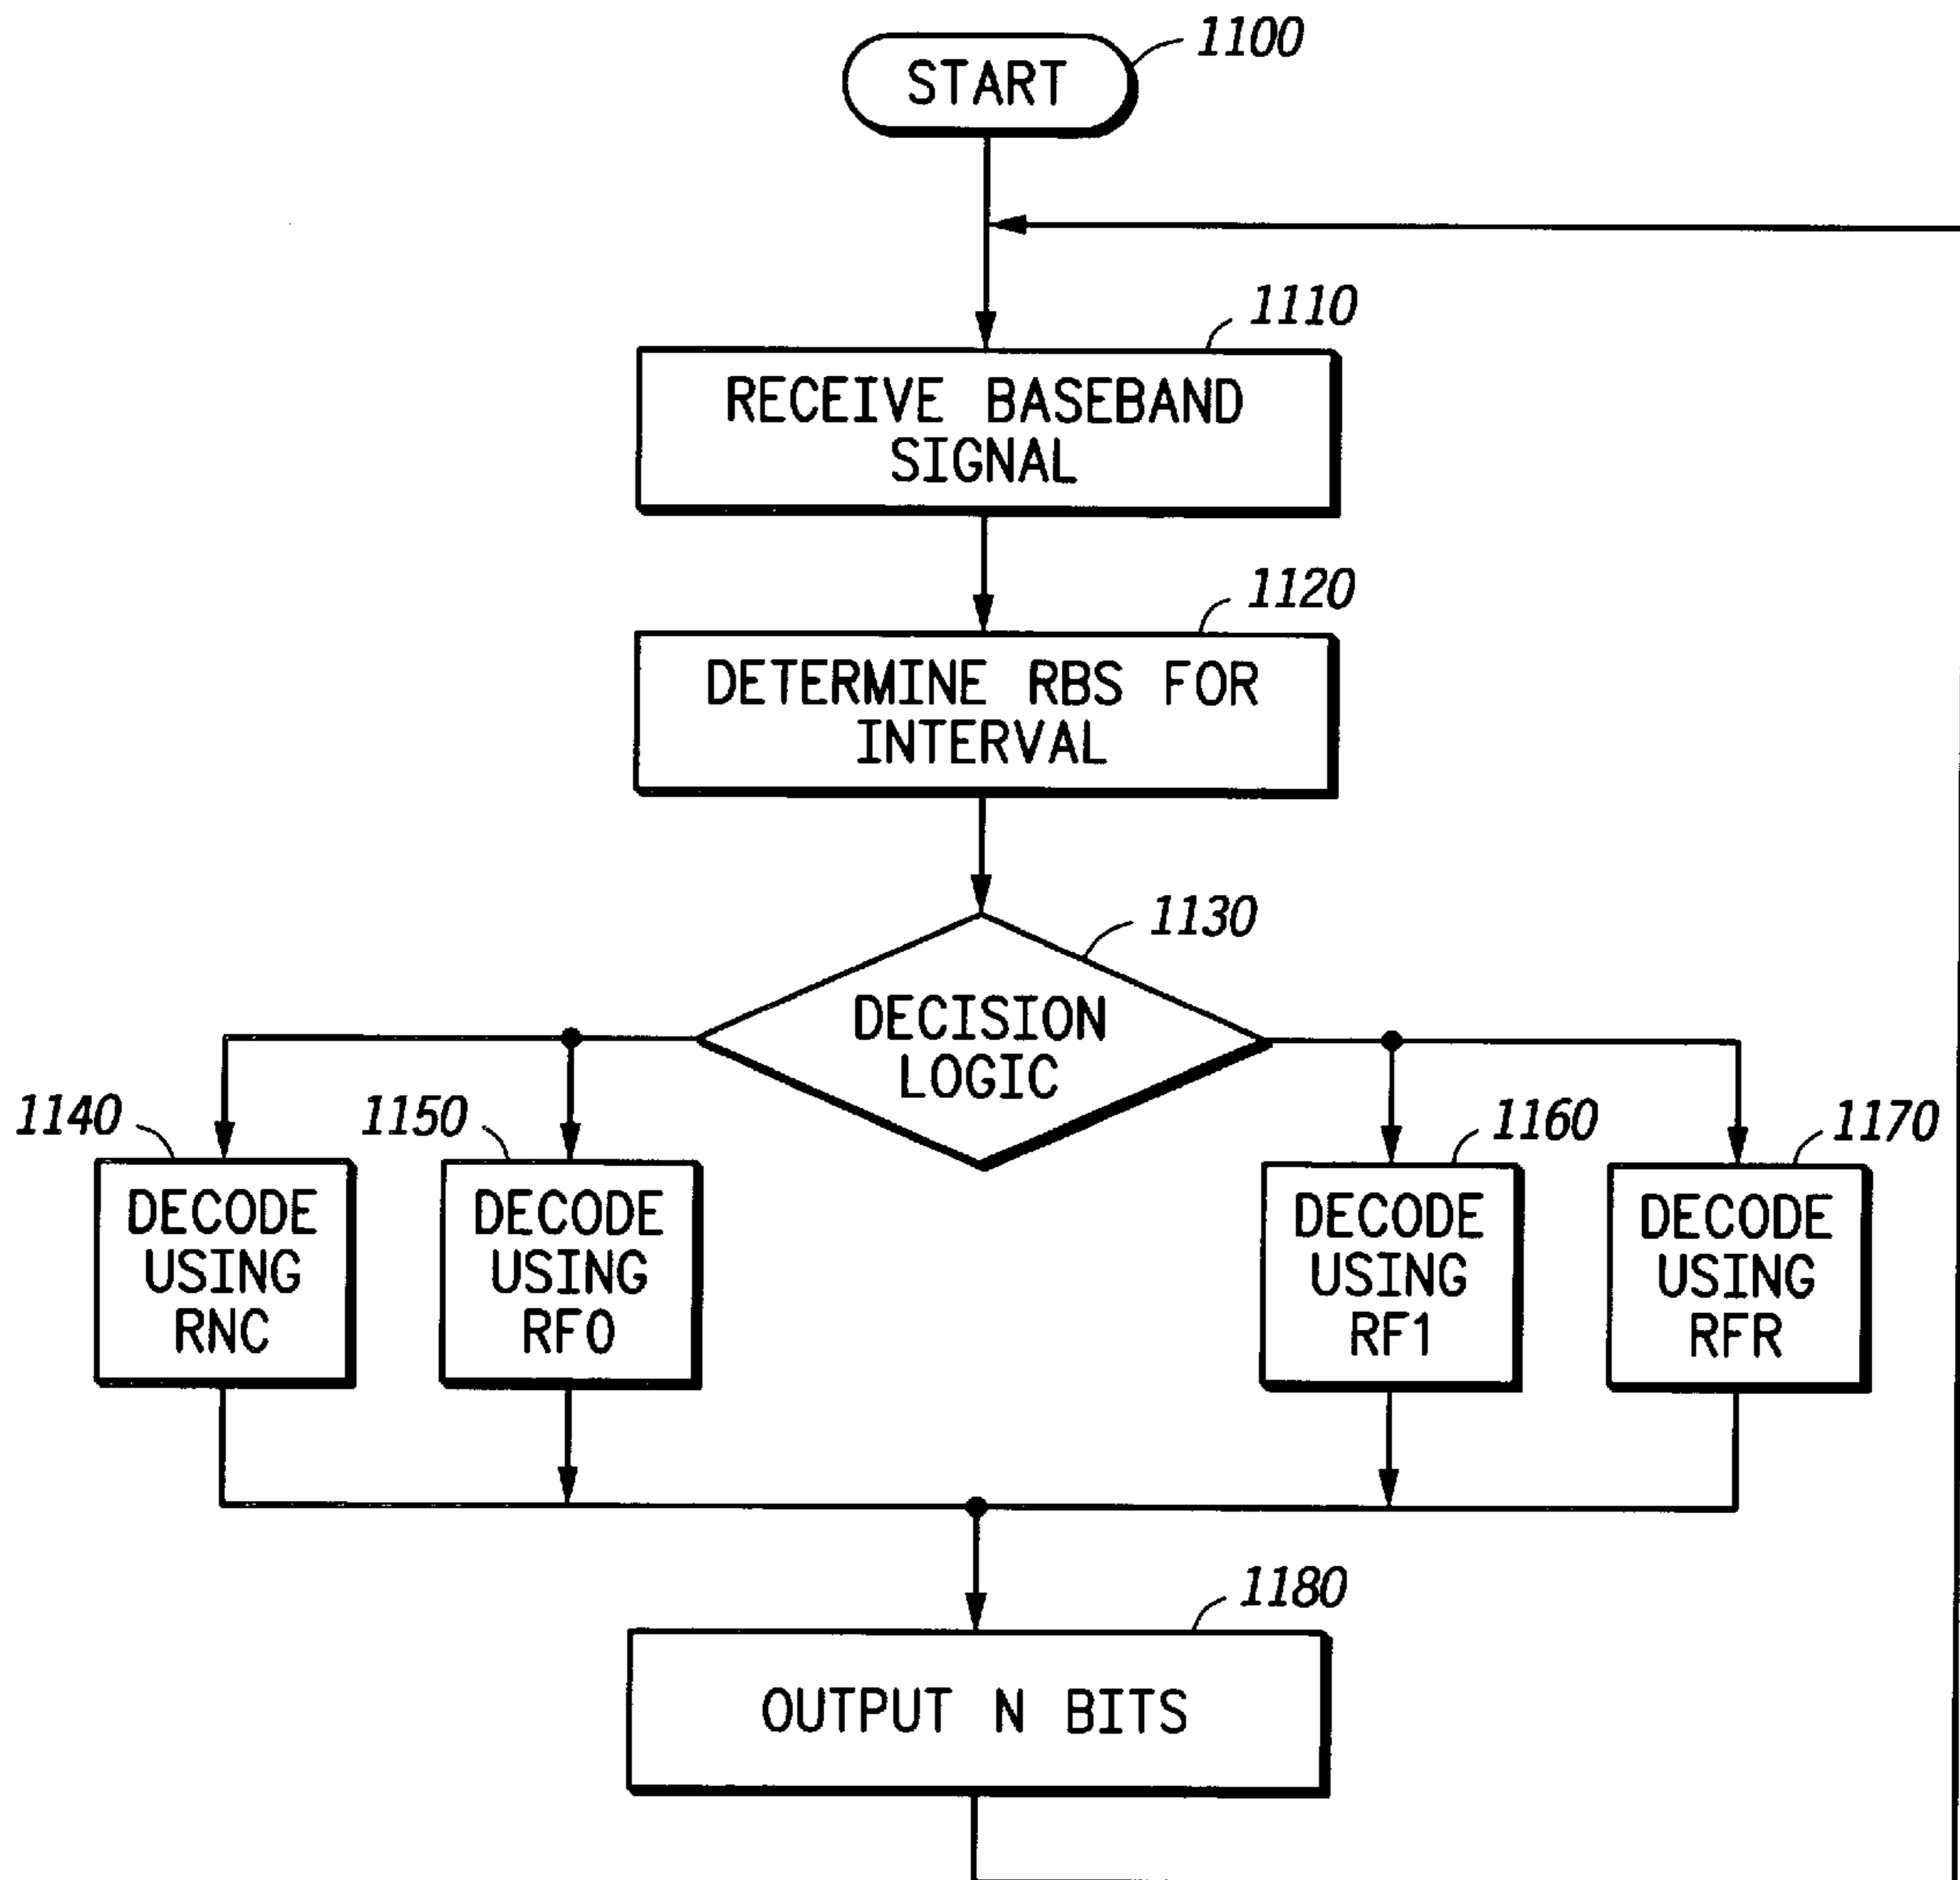 1100
START
1110
RECEIVE BASEBAND
SIGNAL
1120
DETERMINE RBS FOR
INTERVAL
1130
DECISION
LOGIC
1140
DECODE
USING
RNC
1150
DECODE
USING
RF0
1160
DECODE
USING
RF1
1170
DECODE
USING
RFR
1180
OUTPUT N BITS